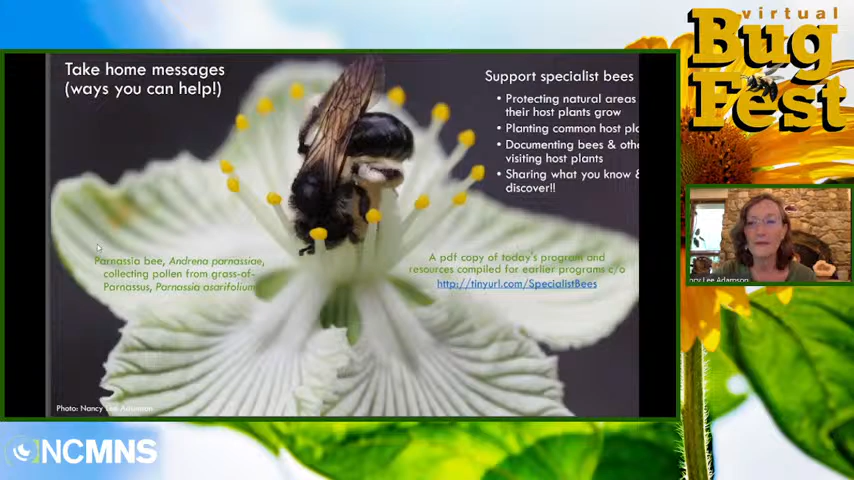 virtual
Bug
Fest
Take home messages
(ways you can help!)
Support specialist bees
▪ Protecting natural areas
their host plants grow
▪ Planting common host
▪ Documenting bees &
visiting host plants
▪ Sharing what you know
discover!!
Parnassia bee, Andrena parnassiae,
collecting pollen from grass-of-
Parnassus, Parnassia asarifolium
A pdf copy of today's program and
resources compiled for earlier programs c/o
http://tinyurl.com/SpecialistBees
Photo: Nancy Lee Adamson
Lee Adamson
NCMNS